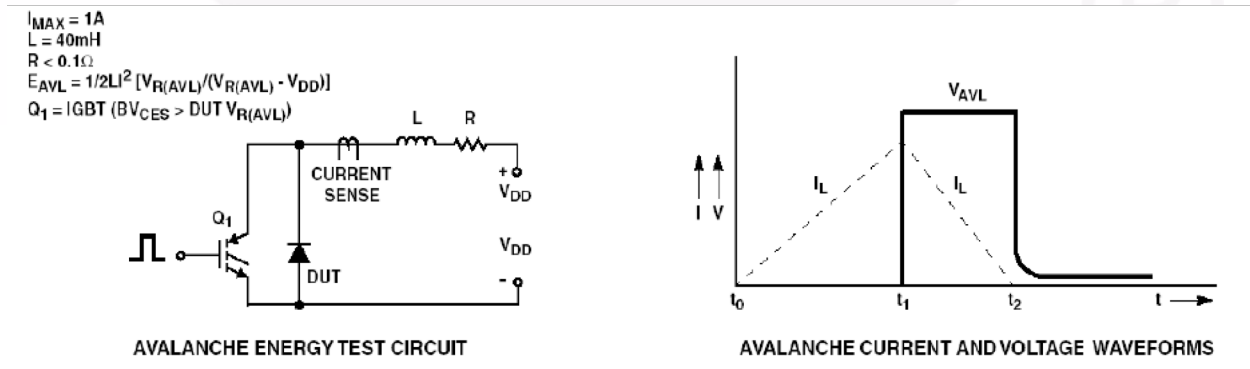 IMAX = 1A
L = 40mH
R < 0.1Ω
EAVL = 1/2LI² [VR(AVL)/(VR(AVL) - VDD)]
Q1 = IGBT (BVCES > DUT VR(AVL))
L R
CURRENT
SENSE
+
VDD
Q1
VDD
DUT
-
AVALANCHE ENERGY TEST CIRCUIT
VAVL
IL IL
I V
t0 t1 t2 t
AVALANCHE CURRENT AND VOLTAGE WAVEFORMS